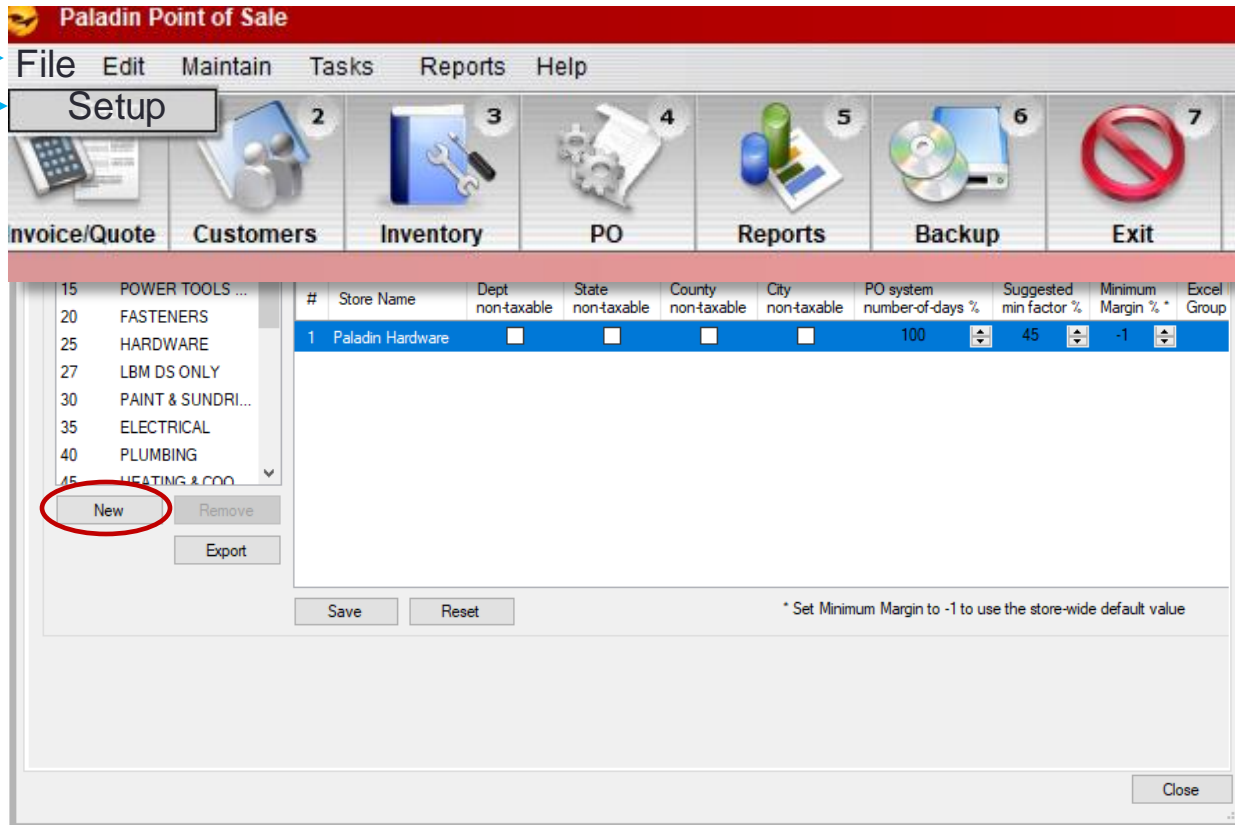 Paladin Point of Sale
File Edit Maintain Tasks Reports Help
Setup
2 3 4 5 6 7
nvoice/Quote Customers Inventory PO Reports Backup Exit
15 POWER TOOLS ...
20 FASTENERS
25 HARDWARE
27 LBM DS ONLY
30 PAINT & SUNDRI...
35 ELECTRICAL
40 PLUMBING
45 HEATING & COO
New Remove
Export
# Store Name Dept non-taxable State non-taxable County non-taxable City non-taxable PO system number-of-days % Suggested min factor % Minimum Margin % * Excel Group
1 Paladin Hardware 100 45 -1
Save Reset * Set Minimum Margin to -1 to use the store-wide default value
Close